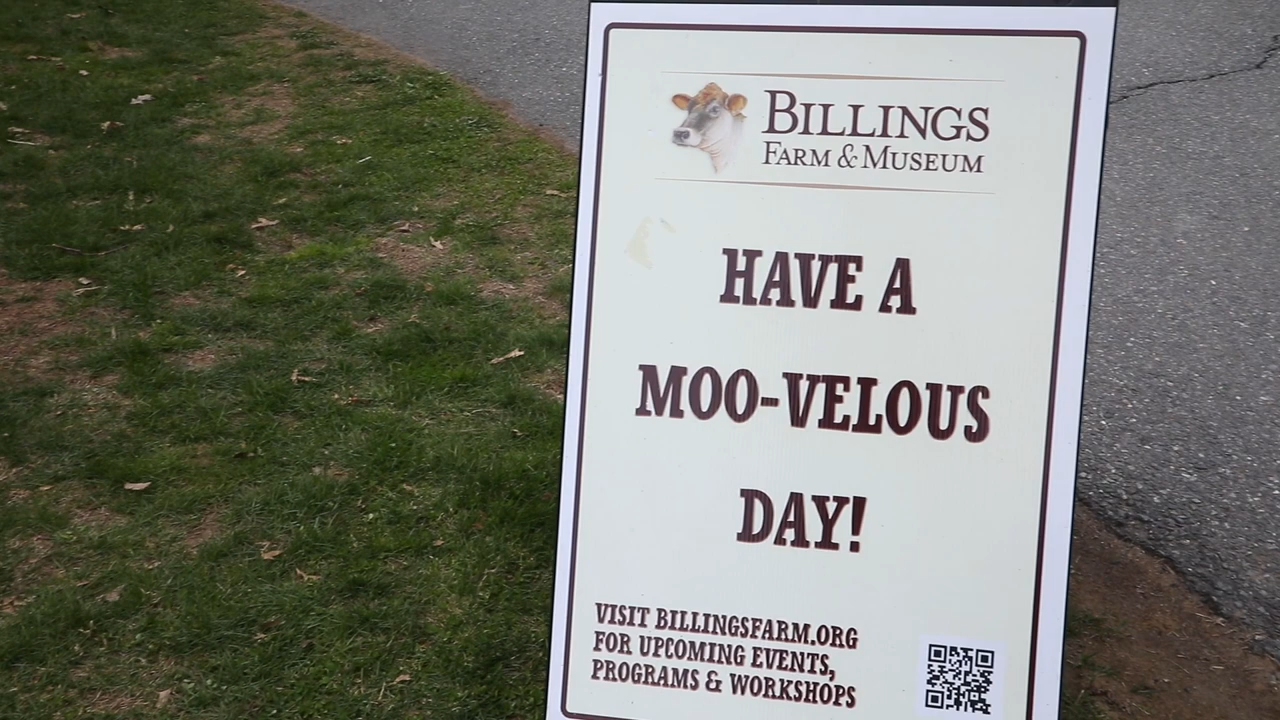 BILLINGS
FARM & MUSEUM
HAVE A
MOO-VELOUS
DAY!
VISIT BILLINGSFARM.ORG
FOR UPCOMING EVENTS,
PROGRAMS & WORKSHOPS